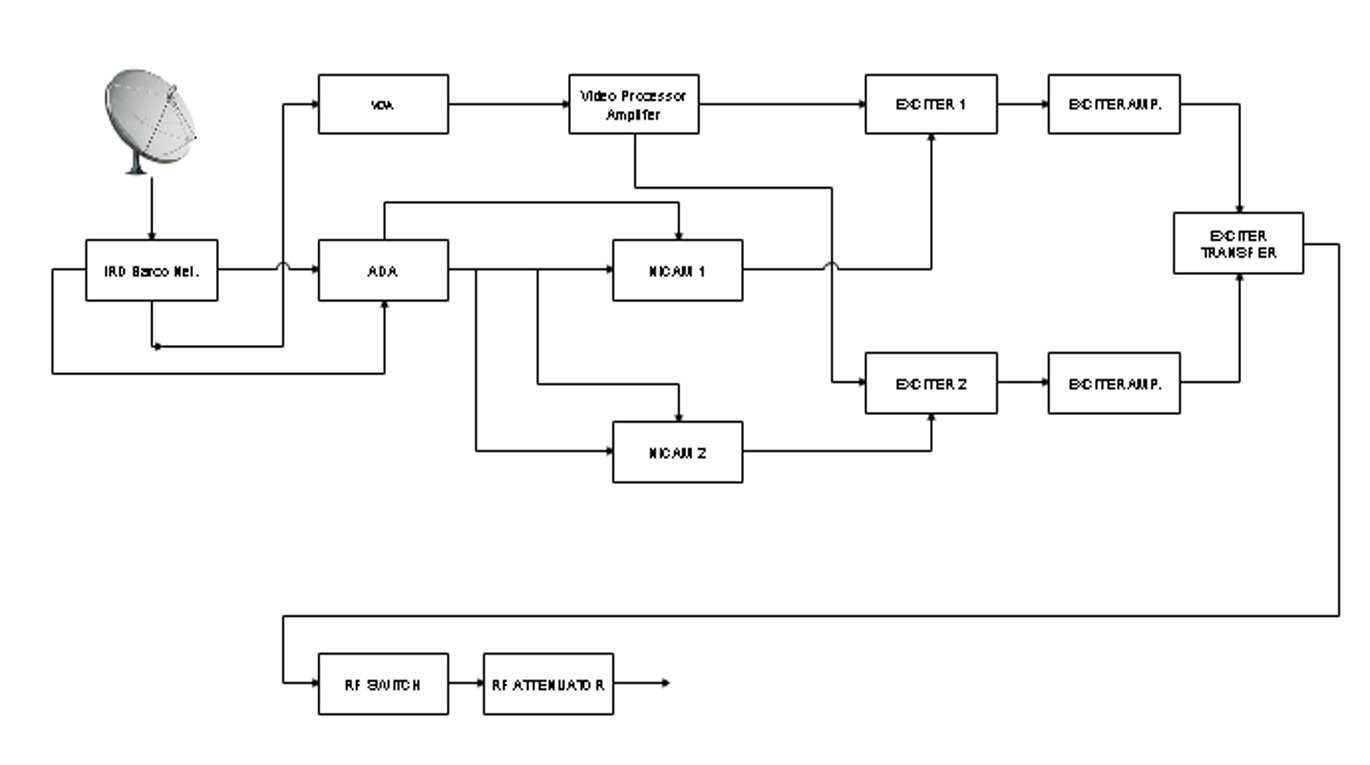 VDA
Video Processor
Amplifer
EXCITER 1
EXCITER AMP.
EXCITER
TRANSFER
IRD Barco Net.
ADA
NICAM 1
EXCITER 2
EXCITER AMP.
NICAM 2
RF SWITCH
RF ATTENUATOR